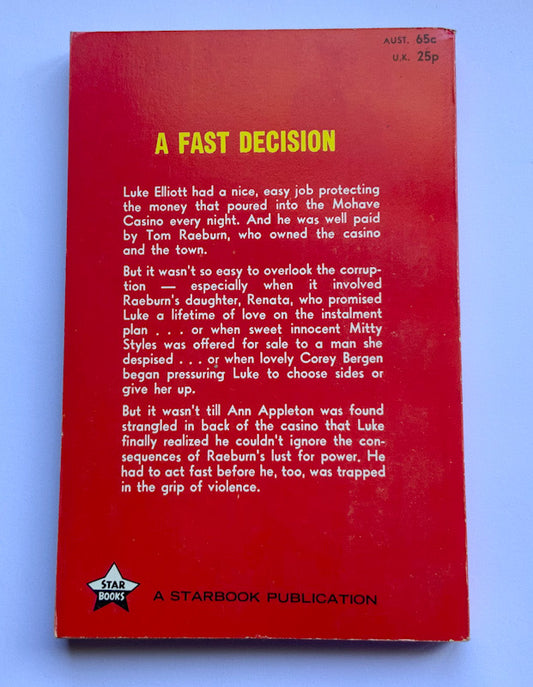 AUST. 65c
U.K. 25p
A FAST DECISION
Luke Elliott had a nice, easy job protecting
the money that poured into the Mohave
Casino every night. And he was well paid
by Tom Raeburn, who owned the casino
and the town.
But it wasn't so easy to overlook the corrup-
tion — especially when it involved
Raeburn's daughter, Renata, who promised
Luke a lifetime of love on the instalment
plan . . . or when sweet innocent Mitty
Styles was offered for sale to a man she
despised . . . or when lovely Corey Bergen
began pressuring Luke to choose sides or
give her up.
But it wasn't till Ann Appleton was found
strangled in back of the casino that Luke
finally realized he couldn't ignore the con-
sequences of Raeburn's lust for power. He
had to act fast before he, too, was trapped
in the grip of violence.
STAR
BOOKS
A STARBOOK PUBLICATION